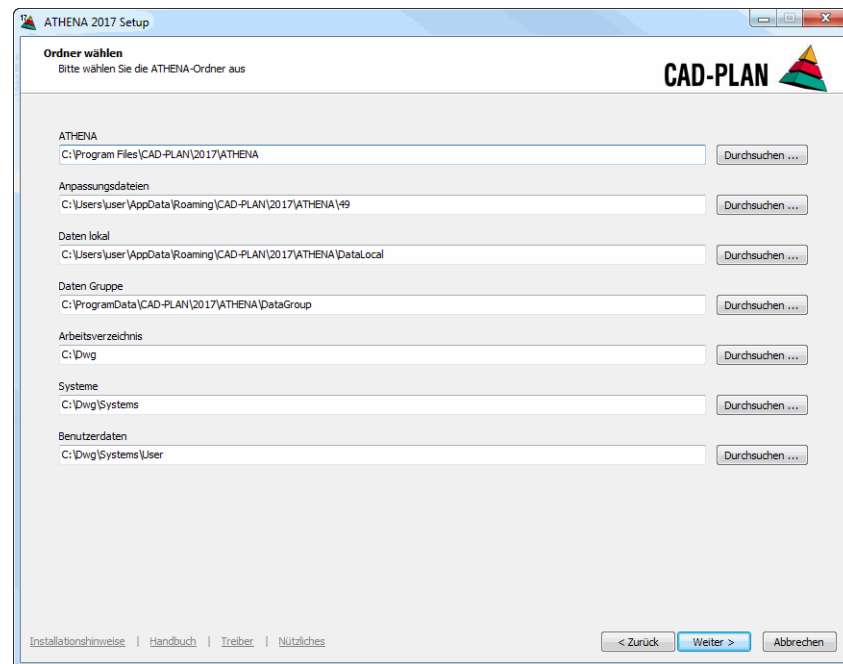 17 ATHENA 2017 Setup
Ordner wählen
Bitte wählen Sie die ATHENA-Ordner aus
CAD-PLAN
ATHENA
C:\Program Files\CAD-PLAN\2017\ATHENA
Durchsuchen ...
Anpassungsdateien
C:\Users\user\AppData\Roaming\CAD-PLAN\2017\ATHENA\49
Durchsuchen ...
Daten lokal
C:\Users\user\AppData\Roaming\CAD-PLAN\2017\ATHENA\DataLocal
Durchsuchen ...
Daten Gruppe
C:\ProgramData\CAD-PLAN\2017\ATHENA\DataGroup
Durchsuchen ...
Arbeitsverzeichnis
C:\Dwg
Durchsuchen ...
Systeme
C:\Dwg\Systems
Durchsuchen ...
Benutzerdaten
C:\Dwg\Systems\User
Durchsuchen ...
Installationshinweise | Handbuch | Treiber | Nützliches
< Zurück Weiter > Abbrechen